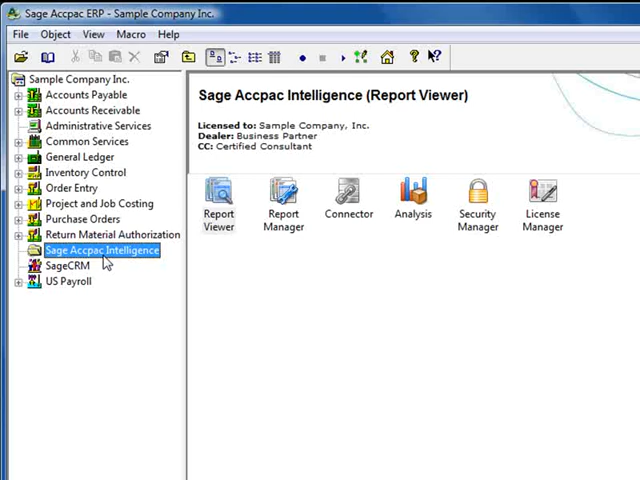 Sage Accpac ERP - Sample Company Inc.
File Object View Macro Help
Sample Company Inc.
Accounts Payable
Accounts Receivable
Administrative Services
Common Services
General Ledger
Inventory Control
Order Entry
Project and Job Costing
Purchase Orders
Return Material Authorization
Sage Accpac Intelligence
SageCRM
US Payroll
Sage Accpac Intelligence (Report Viewer)
Licensed to: Sample Company, Inc.
Dealer: Business Partner
CC: Certified Consultant
Report Viewer
Report Manager
Connector
Analysis
Security Manager
License Manager